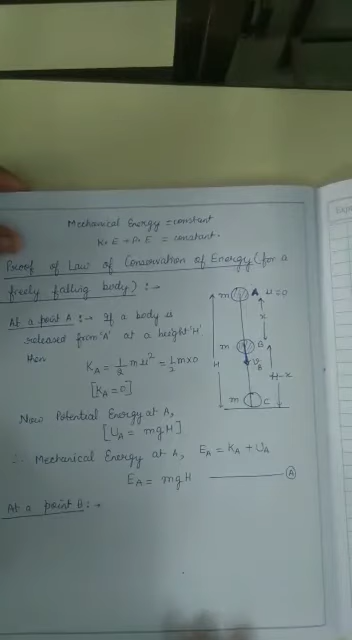 Mechanical Energy = constant
K.E + P.E = constant.
Proof of Law of Conservation of Energy (for a
freely falling body) :-
At a point A :- If a body is
released from 'A' at a height 'H'.
then
K_A = 1/2 mu² = 1/2 m×0
[K_A = 0]
Now Potential Energy at A,
[U_A = mgH]
∴ Mechanical Energy at A, E_A = K_A + U_A
E_A = mgH ——— (A)
At a point B :-
m A u=0
x
m B
H
H-x
m C